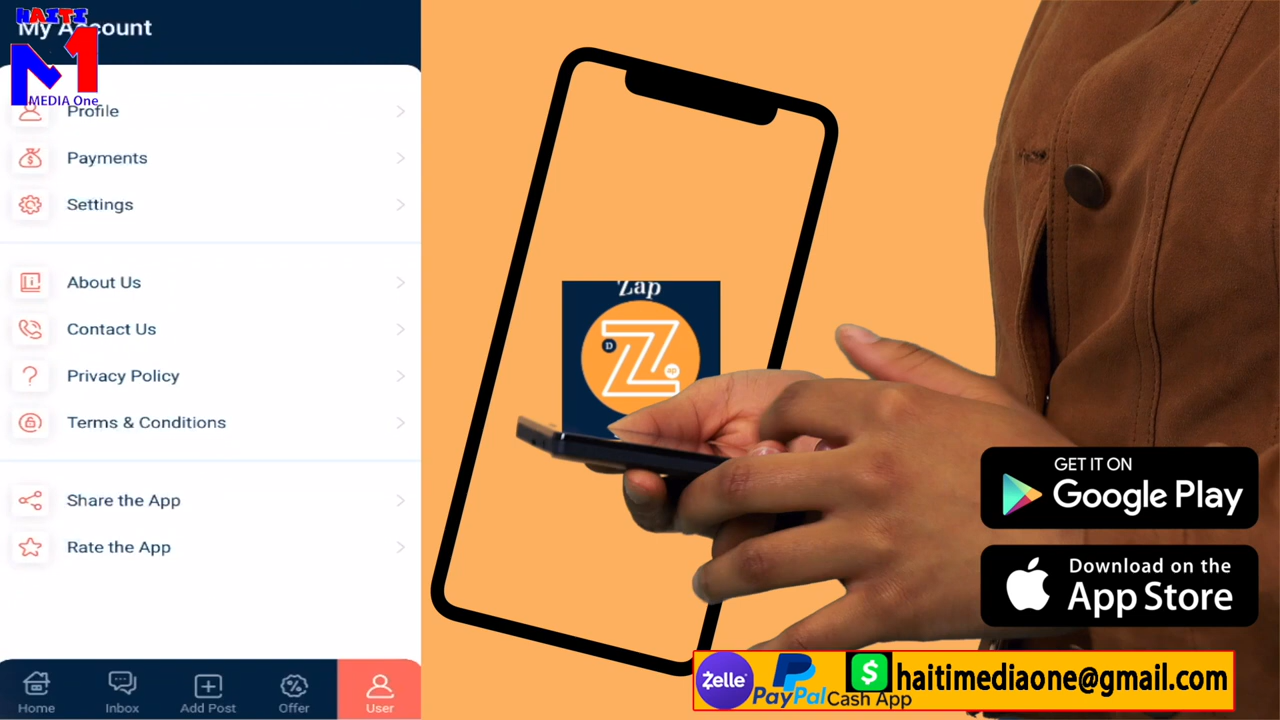 HAITI
My Account
M1
MEDIA One
Profile
Payments
Settings
About Us
Contact Us
Privacy Policy
Terms & Conditions
Share the App
Rate the App
Home
Inbox
Add Post
Offer
User
Zap
D
Z
zap
GET IT ON
Google Play
Download on the
App Store
Zelle
PayPal
$
Cash App
haitimediaone@gmail.com